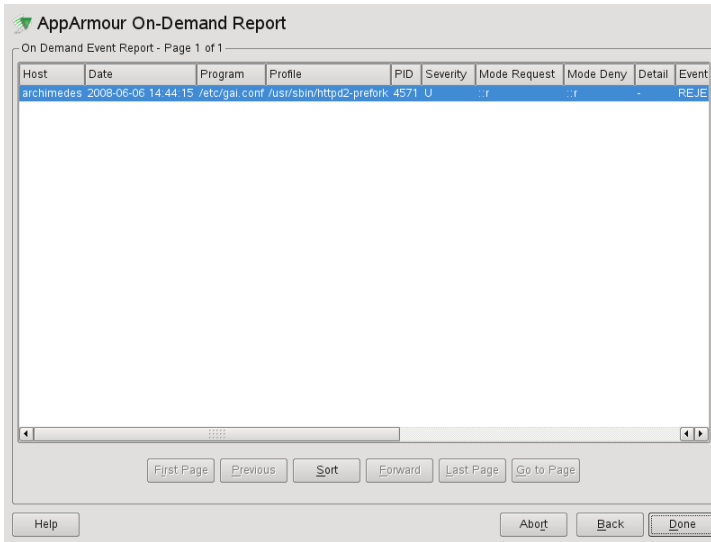 AppArmour On-Demand Report
On Demand Event Report - Page 1 of 1
Host Date Program Profile PID Severity Mode Request Mode Deny Detail Event
archimedes 2008-06-06 14:44:15 /etc/gai.conf /usr/sbin/httpd2-prefork 4571 U ::r ::r - REJE
First Page Previous Sort Forward Last Page Go to Page
Help Abort Back Done